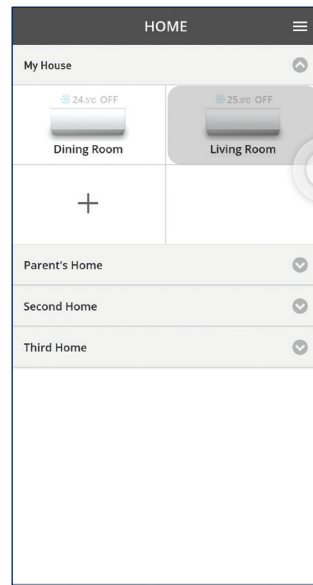 HOME
My House
24.5℃ OFF
25.0℃ OFF
Dining Room
Living Room
Parent's Home
Second Home
Third Home